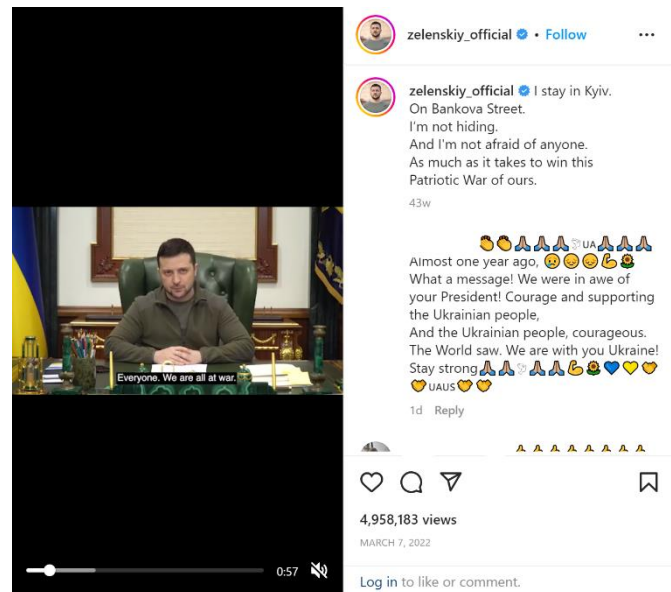 zelenskiy_official • Follow
zelenskiy_official I stay in Kyiv.
On Bankova Street.
I'm not hiding.
And I'm not afraid of anyone.
As much as it takes to win this
Patriotic War of ours.
43w
👏👏🙏🙏🙏🕊UA🙏🙏🙏
Almost one year ago, 😢😞😞💪🌻
What a message! We were in awe of
your President! Courage and supporting
the Ukrainian people,
And the Ukrainian people, courageous.
The World saw. We are with you Ukraine!
Stay strong🙏🙏🕊🙏🙏💪🌻💙💛🤝
🤝UAUS🤝🤝
1d Reply
Everyone. We are all at war.
0:57
4,958,183 views
MARCH 7, 2022
Log in to like or comment.